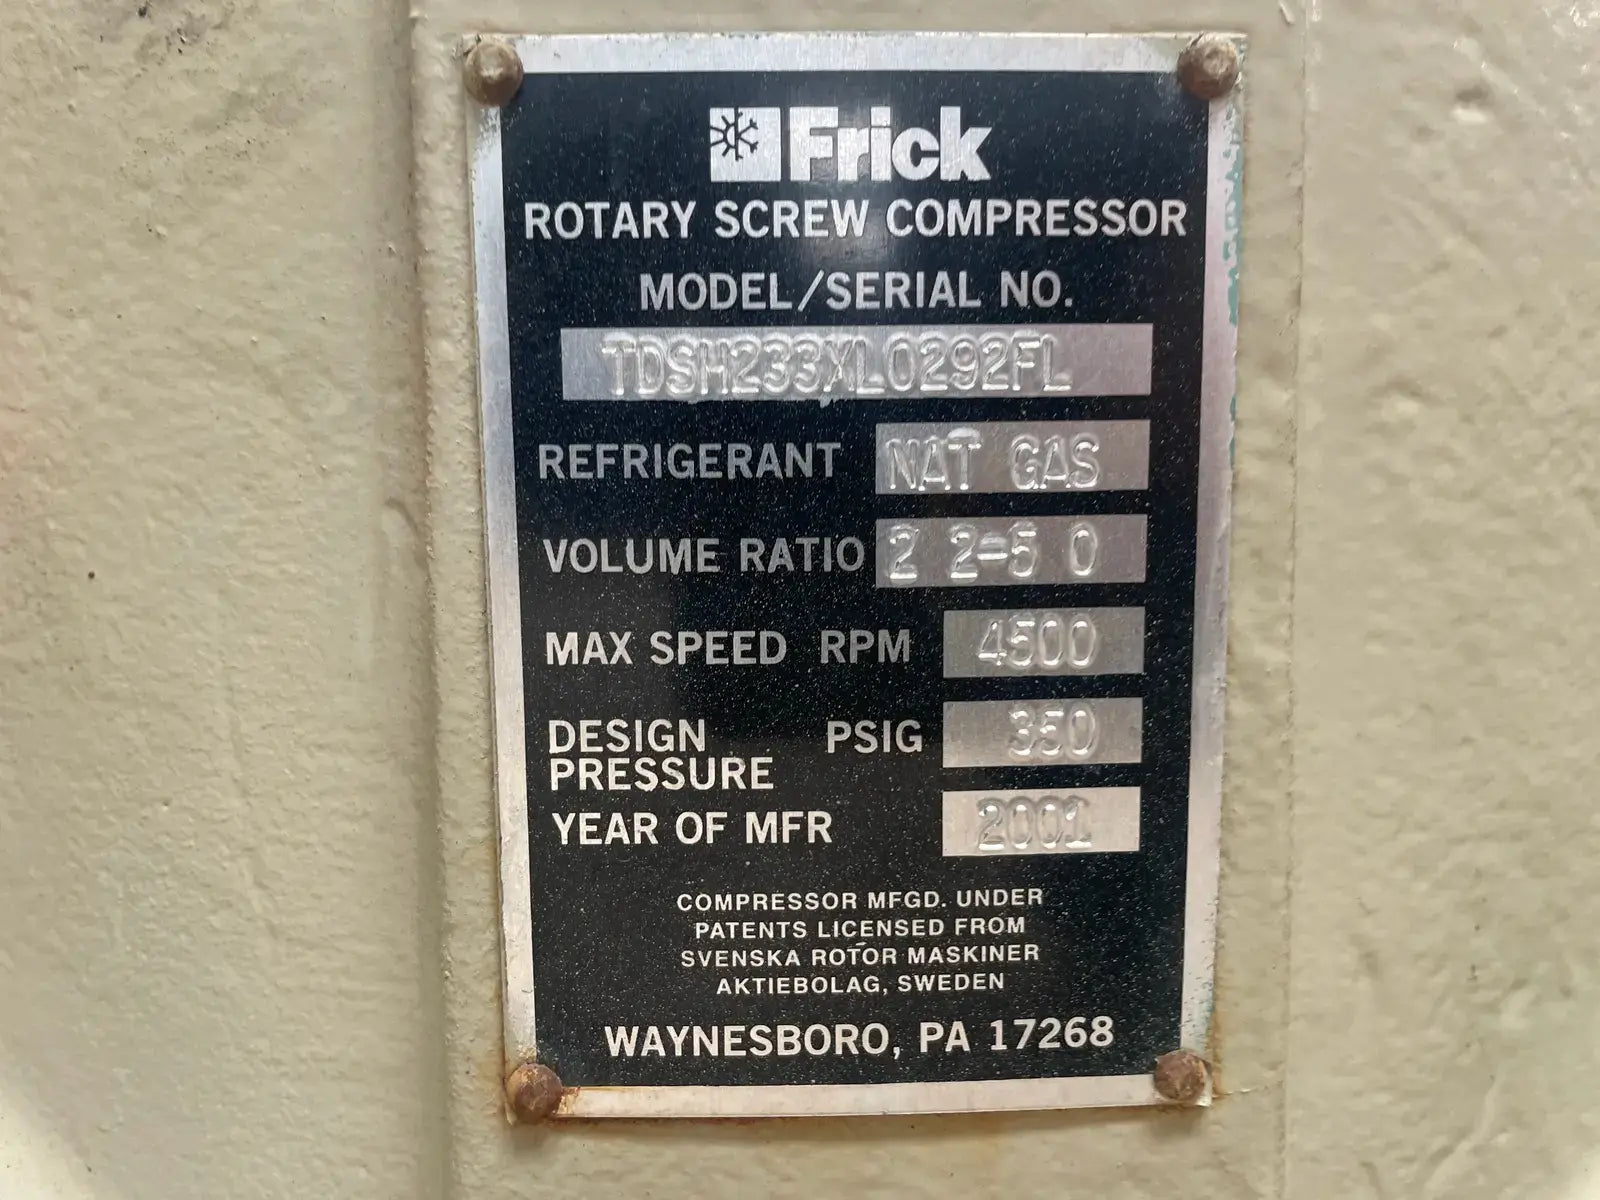 Frick
ROTARY SCREW COMPRESSOR
MODEL/SERIAL NO.
TDSH233XL0292FL
REFRIGERANT NAT GAS
VOLUME RATIO 2 2-5 0
MAX SPEED RPM 4500
DESIGN PSIG 350
PRESSURE
YEAR OF MFR 2001
COMPRESSOR MFGD. UNDER
PATENTS LICENSED FROM
SVENSKA ROTOR MASKINER
AKTIEBOLAG, SWEDEN
WAYNESBORO, PA 17268